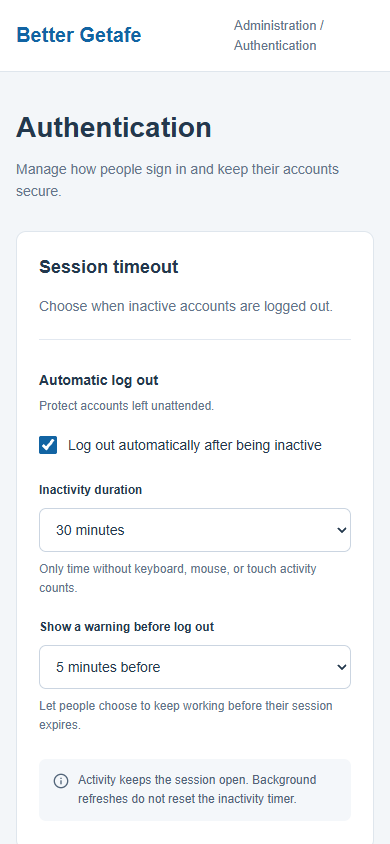 Better Getafe
Administration /
Authentication
Authentication
Manage how people sign in and keep their accounts
secure.
Session timeout
Choose when inactive accounts are logged out.
Automatic log out
Protect accounts left unattended.
Log out automatically after being inactive
Inactivity duration
30 minutes
Only time without keyboard, mouse, or touch activity
counts.
Show a warning before log out
5 minutes before
Let people choose to keep working before their session
expires.
Activity keeps the session open. Background
refreshes do not reset the inactivity timer.